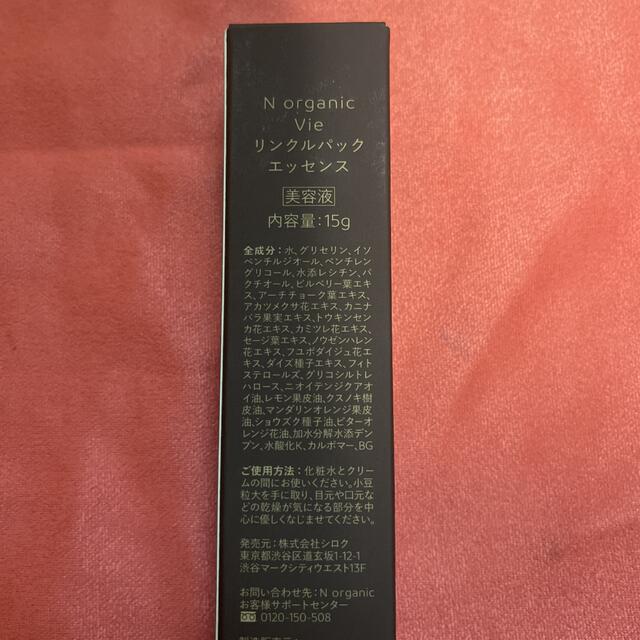 N organic
Vie
リンクルパック
エッセンス
美容液
内容量:15g
全成分:水、グリセリン、イソ
ペンチルジオール、ペンチレン
グリコール、水添レシチン、バ
クチオール、ビルベリー葉エキ
ス、アーチチョーク葉エキス、
アカツメクサ花エキス、カニナ
バラ果実エキス、トウキンセン
カ花エキス、カミツレ花エキス、
セージ葉エキス、ノウゼンハレン
花エキス、フユボダイジュ花エ
キス、ダイズ種子エキス、フィト
ステロールズ、グリコシルトレ
ハロース、ニオイテンジクアオ
イ油、レモン果皮油、クスノキ樹
皮油、マンダリンオレンジ果皮
油、ショウズク種子油、ビターオ
レンジ花油、加水分解水添デン
プン、水酸化K、カルボマー、BG
ご使用方法:化粧水とクリー
ムの間にお使いください。小豆
粒大を手に取り、目元や口元な
どの乾燥が気になる部分を中
心に優しくなじませてください。
発売元:株式会社シロク
東京都渋谷区道玄坂1-12-1
渋谷マークシティウエスト13F
お問い合わせ先:N organic
お客様サポートセンター
0120-150-508